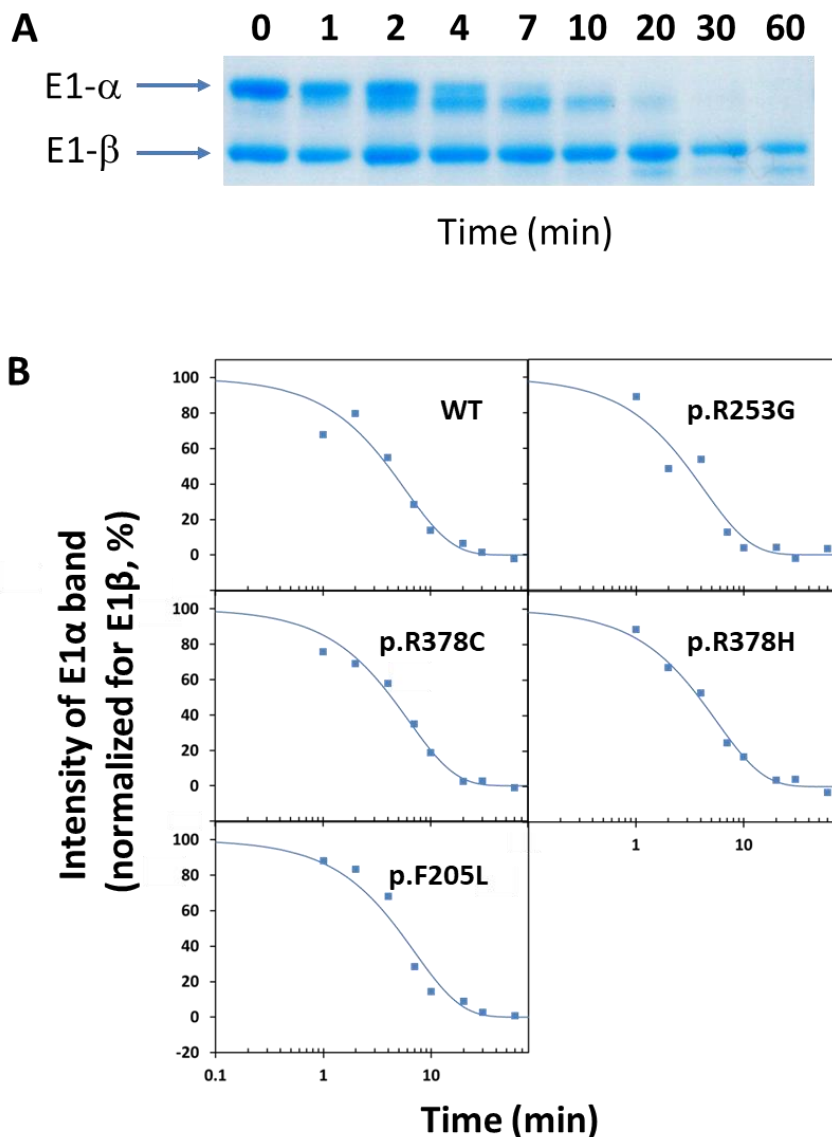 A
0 1 2 4 7 10 20 30 60
E1-α
E1-β
Time (min)
B
Intensity of E1α band
(normalized for E1β, %)
100
80
60
40
20
0
WT
p.R253G
100
80
60
40
20
0
p.R378C
p.R378H
1 10
100
80
60
40
20
0
-20
p.F205L
0.1 1 10
Time (min)